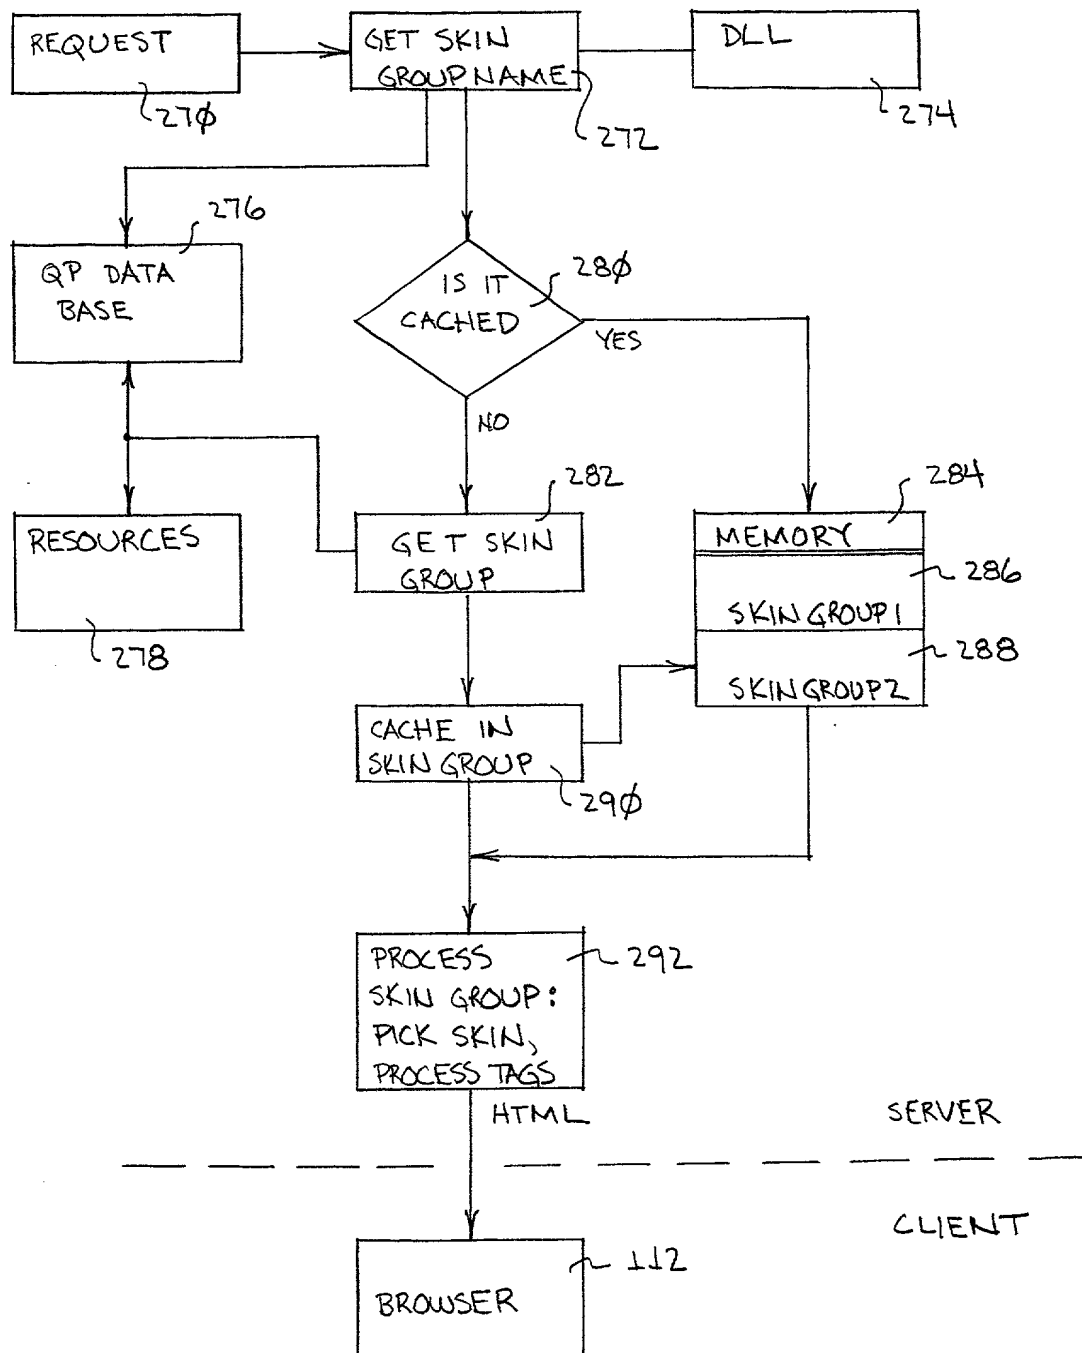 REQUEST
270
GET SKIN
GROUP NAME
272
DLL
274
276
QP DATA
BASE
IS IT
CACHED
280
YES
NO
RESOURCES
278
282
GET SKIN
GROUP
284
MEMORY
286
SKIN GROUP 1
288
SKIN GROUP 2
CACHE IN
SKIN GROUP
290
PROCESS
SKIN GROUP:
PICK SKIN,
PROCESS TAGS
292
HTML
SERVER
CLIENT
112
BROWSER